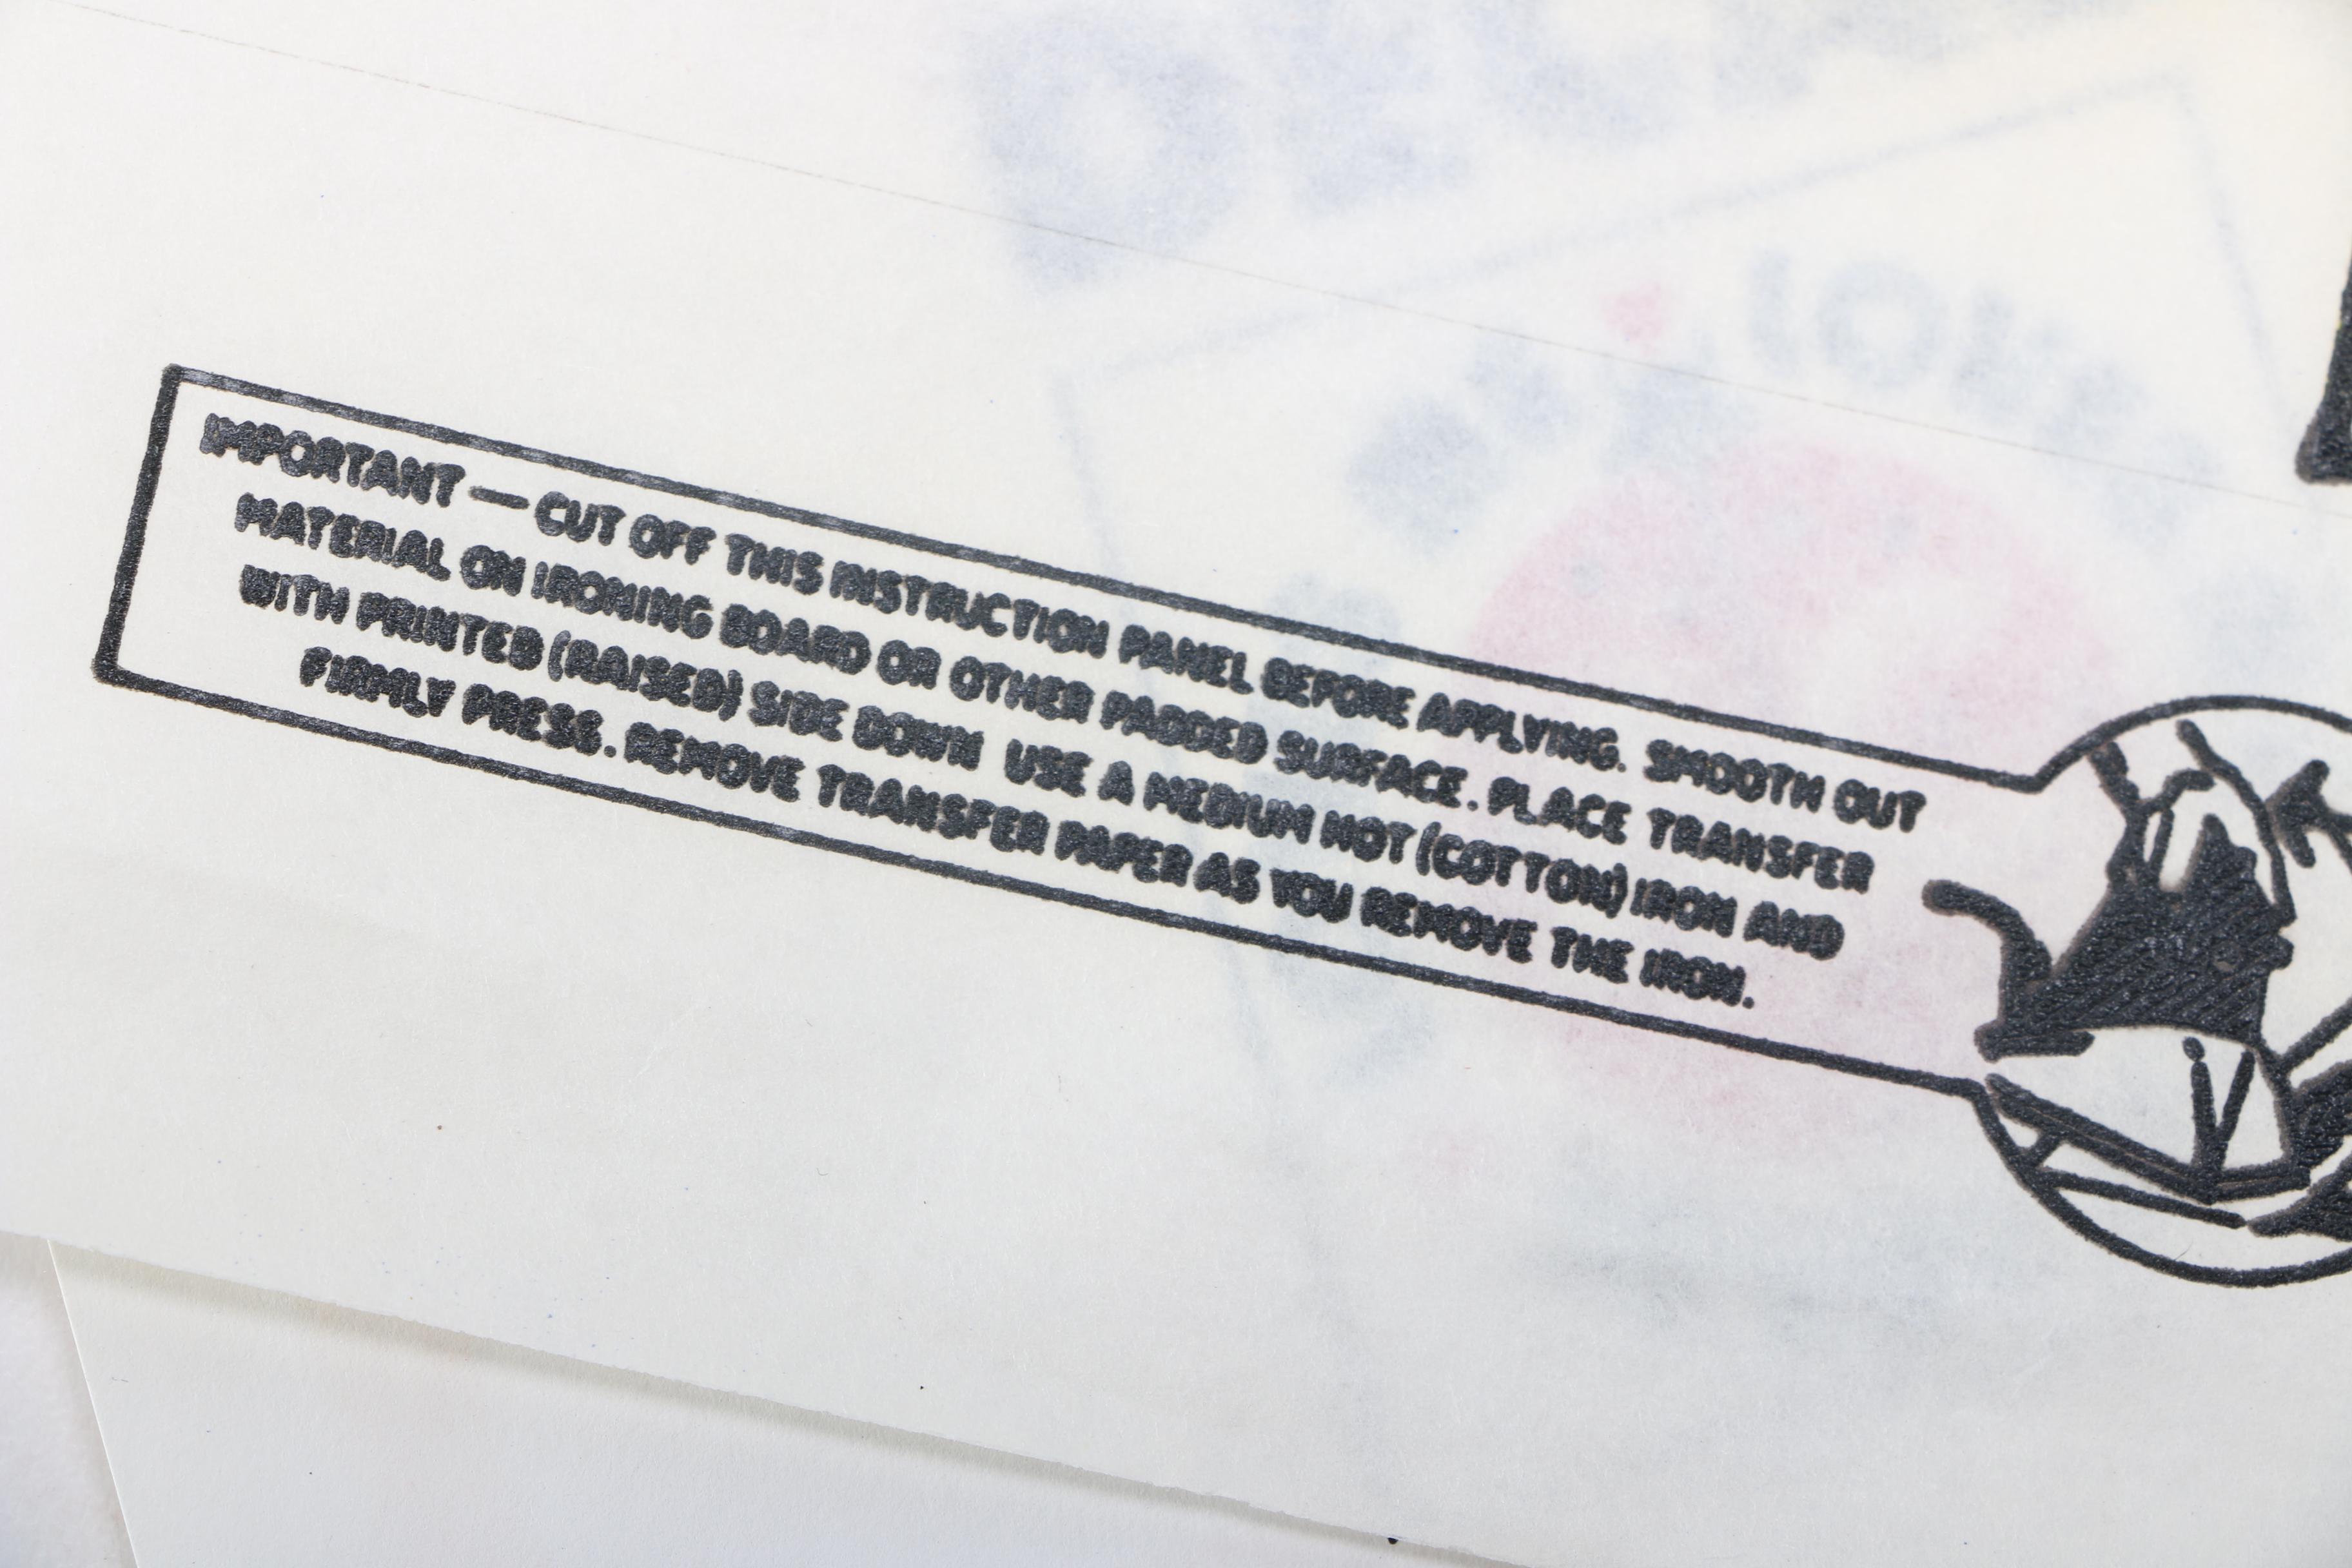 IMPORTANT — CUT OFF THIS INSTRUCTION PANEL BEFORE APPLYING. SMOOTH OUT
MATERIAL ON IRONING BOARD OR OTHER PADDED SURFACE. PLACE TRANSFER
WITH PRINTED (RAISED) SIDE DOWN USE A MEDIUM HOT (COTTON) IRON AND
FIRMLY PRESS. REMOVE TRANSFER PAPER AS YOU REMOVE THE IRON.